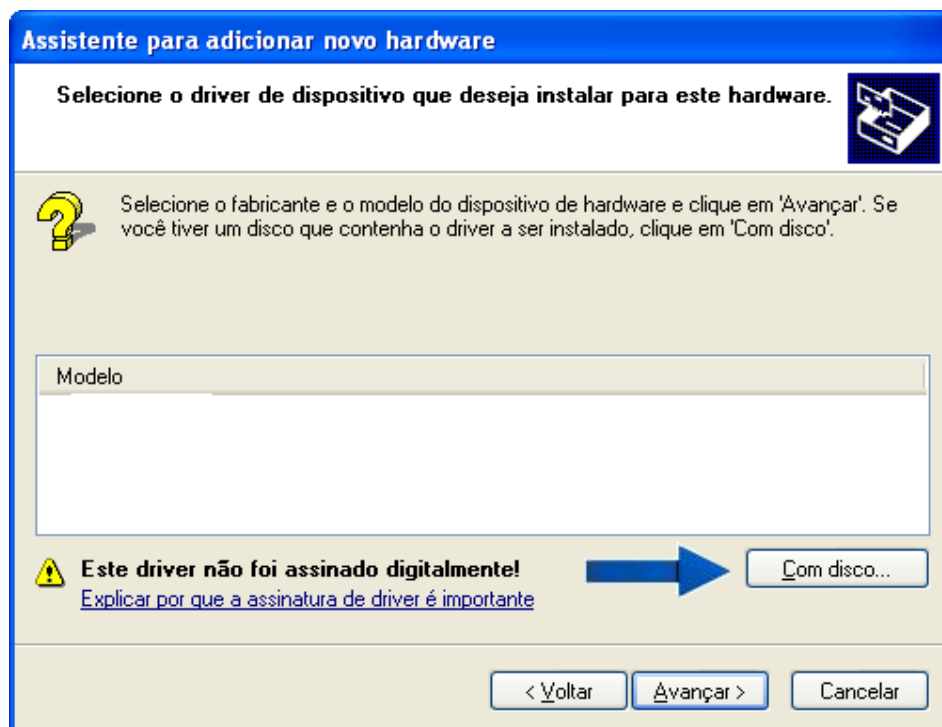 Assistente para adicionar novo hardware
Selecione o driver de dispositivo que deseja instalar para este hardware.
Selecione o fabricante e o modelo do dispositivo de hardware e clique em 'Avançar'. Se
você tiver um disco que contenha o driver a ser instalado, clique em 'Com disco'.
Modelo
Este driver não foi assinado digitalmente!
Com disco...
Explicar por que a assinatura de driver é importante
< Voltar
Avançar >
Cancelar